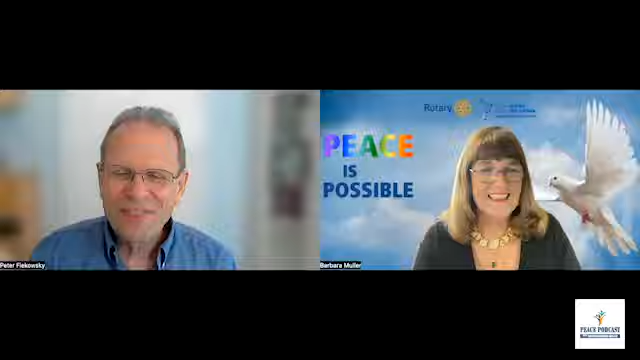 Rotary
PEACE
IS
POSSIBLE
Peter Fiekowsky
Barbara Muller
PEACE PODCAST